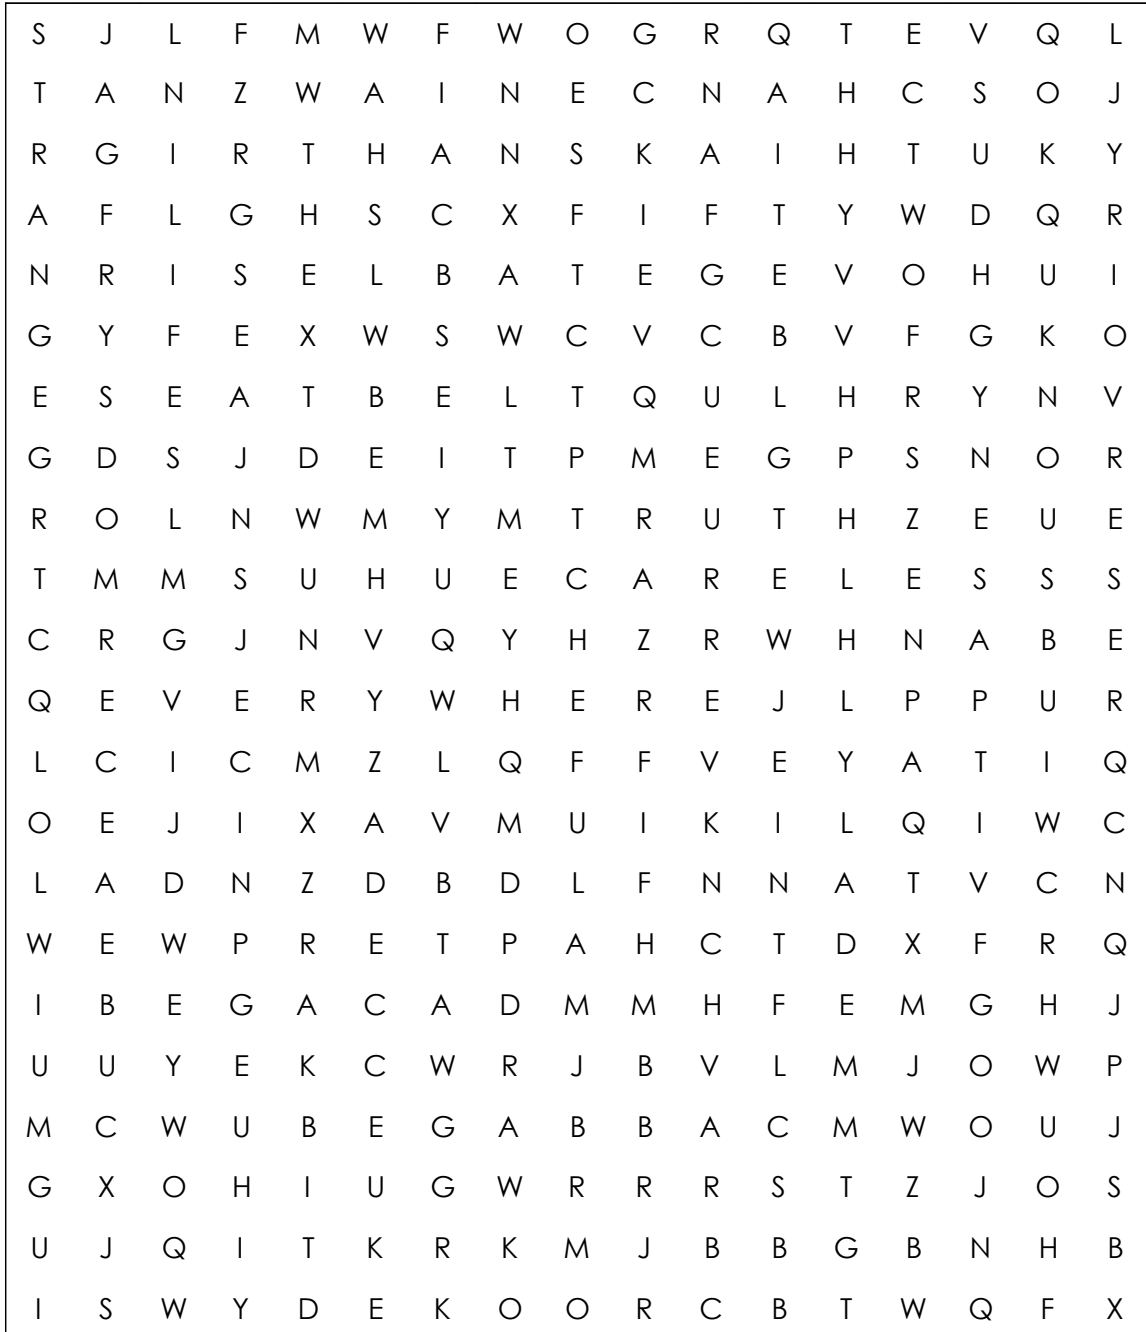 S J L F M W F W O G R Q T E V Q L
T A N Z W A I N E C N A H C S O J
R G I R T H A N S K A I H T U K Y
A F L G H S C X F I F T Y W D Q R
N R I S E L B A T E G E V O H U I
G Y F E X W S W C V C B V F G K O
E S E A T B E L T Q U L H R Y N V
G D S J D E I T P M E G P S N O R
R O L N W M Y M T R U T H Z E U E
T M M S U H U E C A R E L E S S S
C R G J N V Q Y H Z R W H N A B E
Q E V E R Y W H E R E J L P P U R
L C I C M Z L Q F F V E Y A T I Q
O E J I X A V M U I K I L Q I W C
L A D N Z D B D L F N N A T V C N
W E W P R E T P A H C T D X F R Q
I B E G A C A D M M H F E M G H J
U U Y E K C W R J B V L M J O W P
M C W U B E G A B B A C M W O U J
G X O H I U G W R R R S T Z J O S
U J Q I T K R K M J B B G B N H B
I S W Y D E K O O R C B T W Q F X